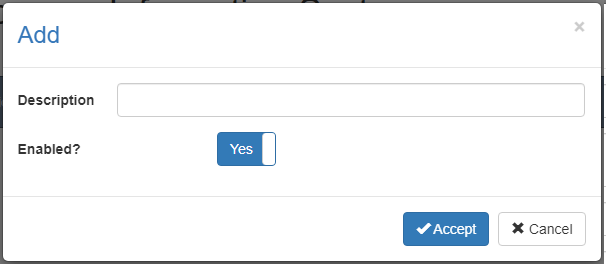 Add
×
Description
Enabled? Yes
Accept Cancel